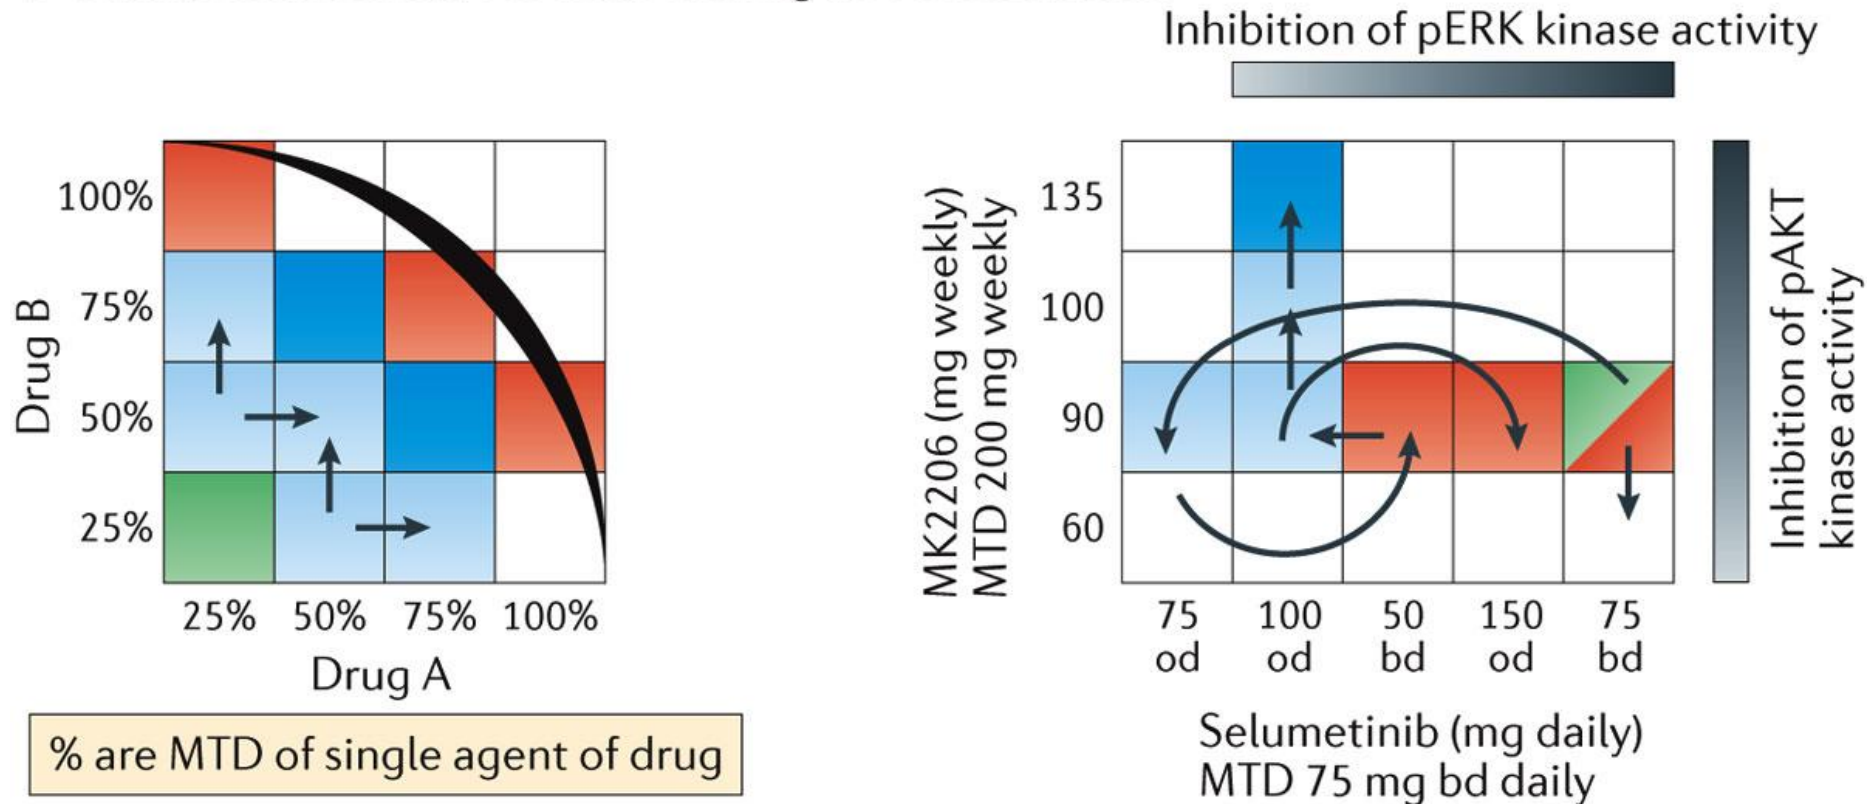 Drug B
100%
75%
50%
25%
25% 50% 75% 100%
Drug A
% are MTD of single agent of drug
Inhibition of pERK kinase activity
MK2206 (mg weekly)
MTD 200 mg weekly
135
100
90
60
75 100 50 150 75
od od bd od bd
Selumetinib (mg daily)
MTD 75 mg bd daily
Inhibition of pAKT
kinase activity